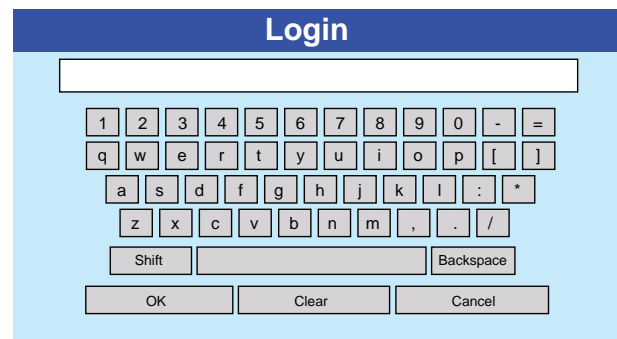 Login
1 2 3 4 5 6 7 8 9 0 - =
q w e r t y u i o p [ ]
a s d f g h j k l : *
z x c v b n m , . /
Shift Backspace
OK Clear Cancel